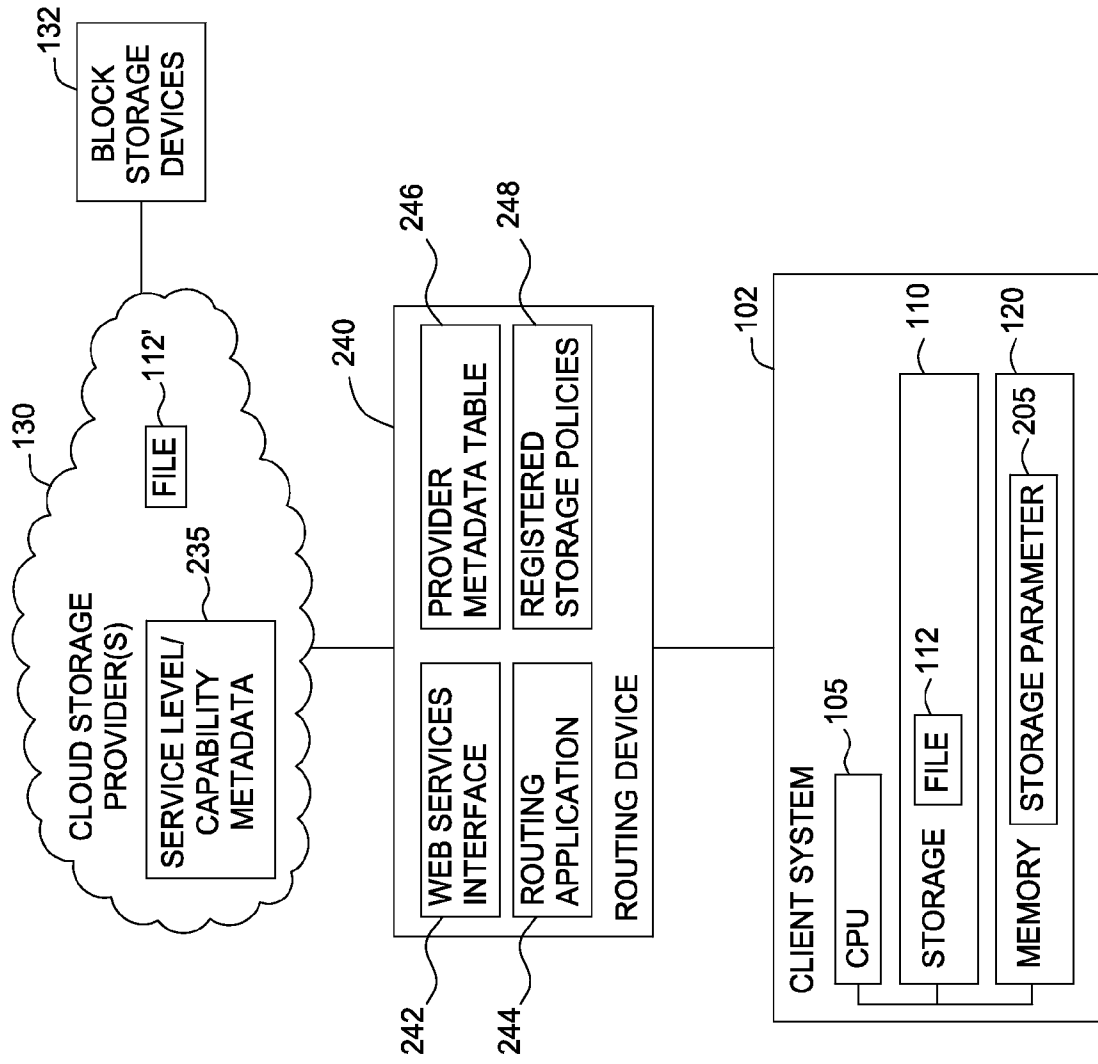 130
CLOUD STORAGE
PROVIDER(S)
235
SERVICE LEVEL/
CAPABILITY
METADATA
112'
FILE
132
BLOCK
STORAGE
DEVICES
240
242
WEB SERVICES
INTERFACE
246
PROVIDER
METADATA TABLE
244
ROUTING
APPLICATION
248
REGISTERED
STORAGE POLICIES
ROUTING DEVICE
102
CLIENT SYSTEM
105
CPU
110
STORAGE
112
FILE
120
MEMORY
205
STORAGE PARAMETER